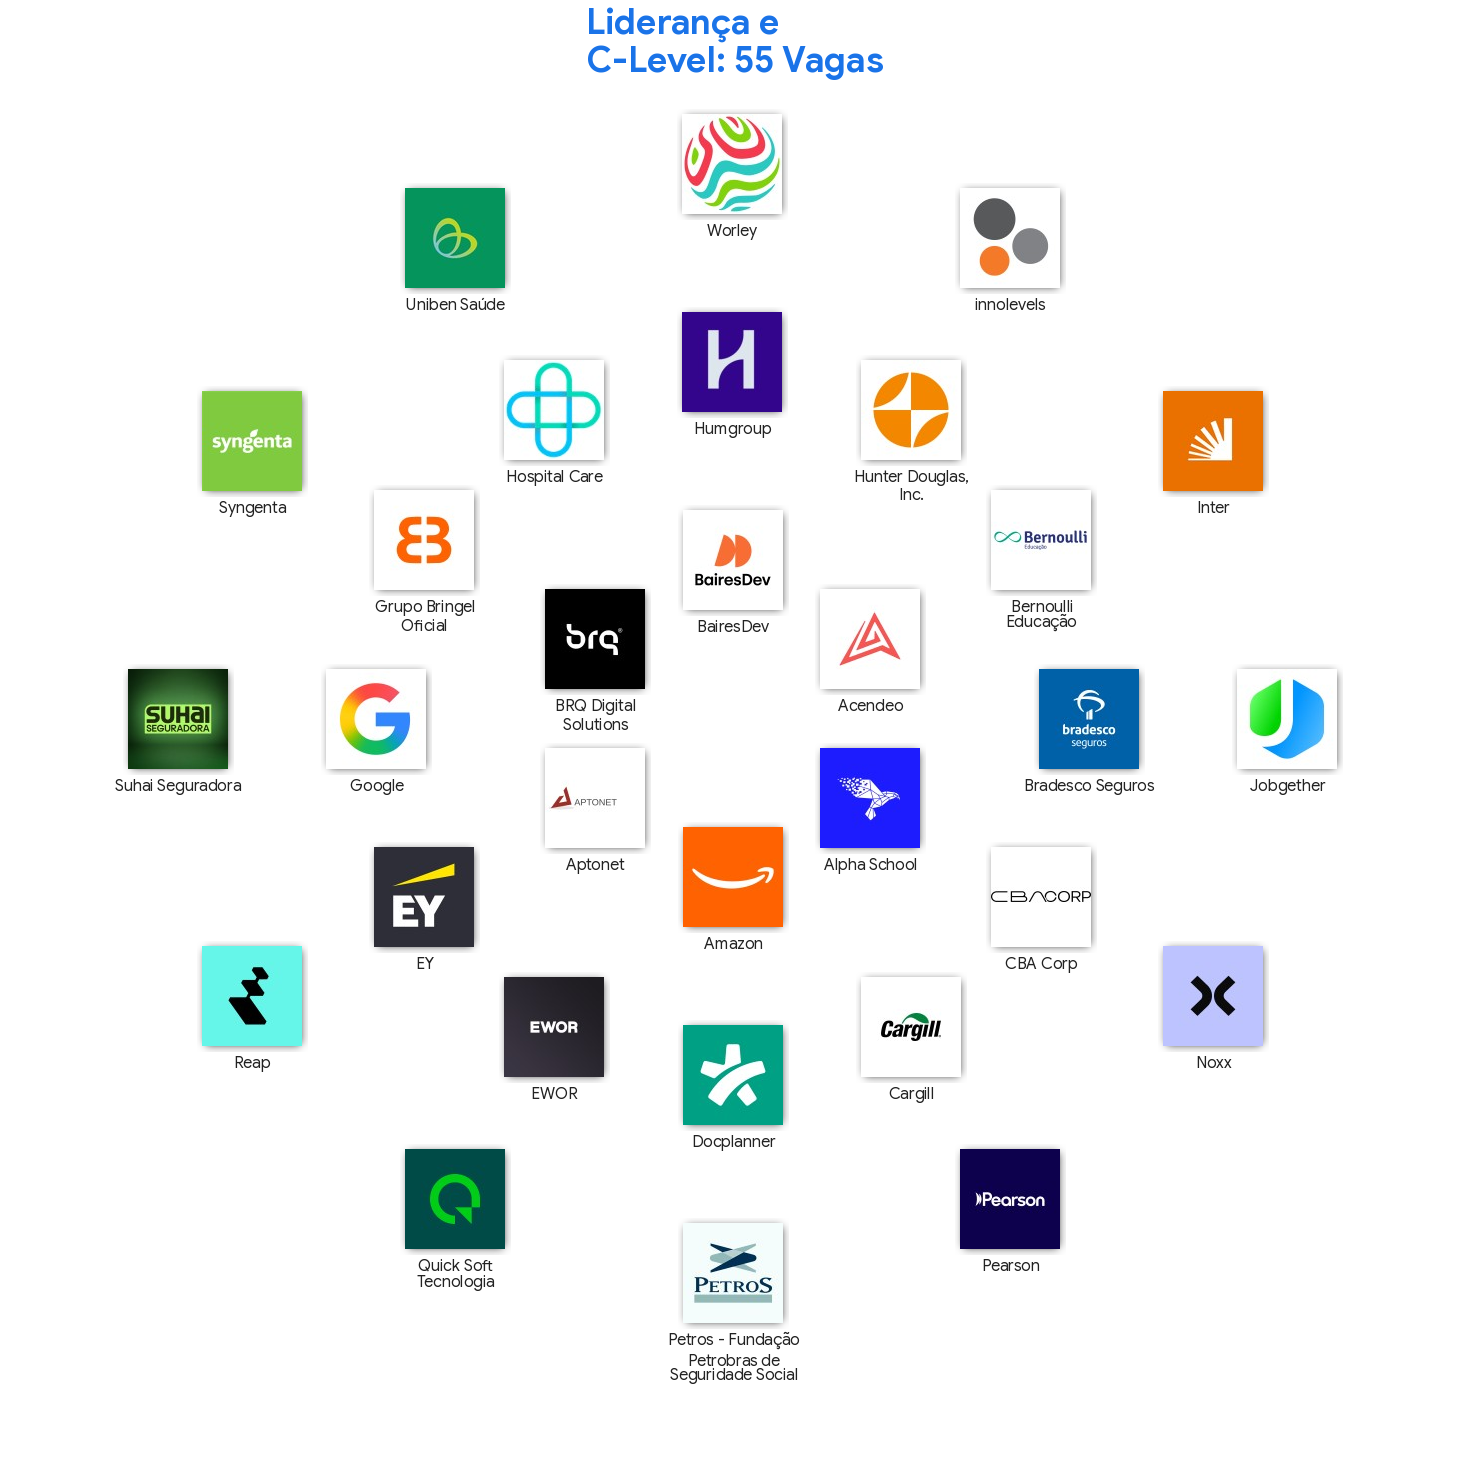 Liderança e
C-Level: 55 Vagas
Worley
Uniben Saúde
innolevels
Humgroup
Hospital Care
Hunter Douglas,
Inc.
syngenta
Syngenta
Inter
Grupo Bringel
Oficial
BairesDev
BairesDev
Bernoulli
Educação
Bernoulli
Educação
brq
BRQ Digital
Solutions
Acendeo
SUHAI
SEGURADORA
Suhai Seguradora
Google
bradesco
seguros
Bradesco Seguros
Jobgether
APTONET
Aptonet
Alpha School
Amazon
EY
EY
CBACORP
CBA Corp
Reap
EWOR
EWOR
Cargill
Cargill
Noxx
Docplanner
Quick Soft
Tecnologia
Pearson
Pearson
PETROS
Petros - Fundação
Petrobras de
Seguridade Social